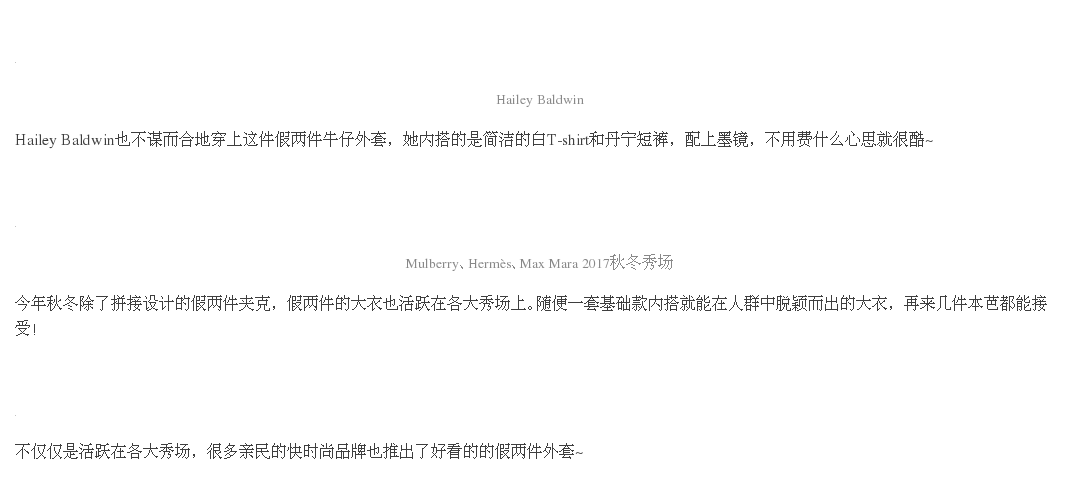 Hailey Baldwin
Hailey Baldwin也不谋而合地穿上这件假两件牛仔外套，她内搭的是简洁的白T-shirt和丹宁短裤，配上墨镜，不用费什么心思就很酷~
Mulberry、Hermès、Max Mara 2017秋冬秀场
今年秋冬除了拼接设计的假两件夹克，假两件的大衣也活跃在各大秀场上。随便一套基础款内搭就能在人群中脱颖而出的大衣，再来几件本芭都能接
受！
不仅仅是活跃在各大秀场，很多亲民的快时尚品牌也推出了好看的的假两件外套~